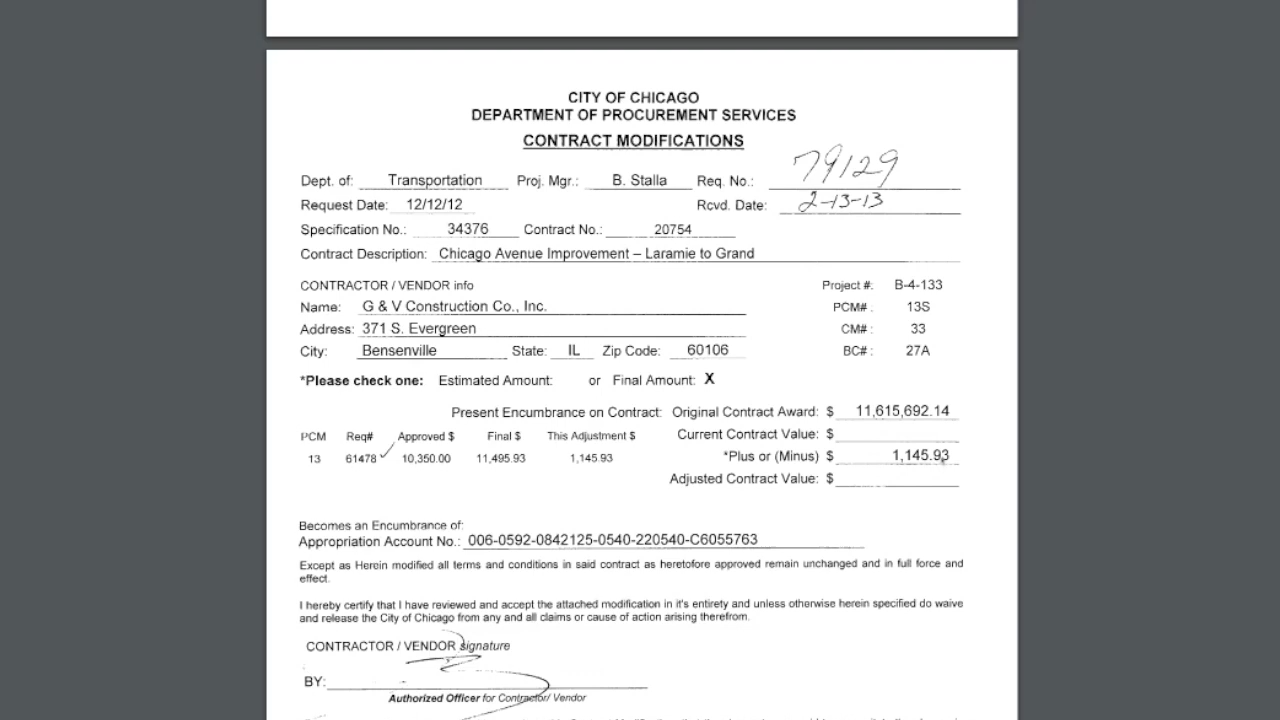 CITY OF CHICAGO
DEPARTMENT OF PROCUREMENT SERVICES
CONTRACT MODIFICATIONS
Dept. of: Transportation Proj. Mgr.: B. Stalla Req. No.: 79129
Request Date: 12/12/12 Rcvd. Date: 2-13-13
Specification No.: 34376 Contract No.: 20754
Contract Description: Chicago Avenue Improvement – Laramie to Grand
CONTRACTOR / VENDOR info Project #: B-4-133
Name: G & V Construction Co., Inc. PCM#: 13S
Address: 371 S. Evergreen CM#: 33
City: Bensenville State: IL Zip Code: 60106 BC#: 27A
*Please check one: Estimated Amount: or Final Amount: X
Present Encumbrance on Contract: Original Contract Award: $ 11,615,692.14
PCM Req# Approved $ Final $ This Adjustment $ Current Contract Value: $
13 61478 ✓ 10,350.00 11,495.93 1,145.93 *Plus or (Minus) $ 1,145.93
Adjusted Contract Value: $
Becomes an Encumbrance of:
Appropriation Account No.: 006-0592-0842125-0540-220540-C6055763
Except as Herein modified all terms and conditions in said contract as heretofore approved remain unchanged and in full force and
effect.
I hereby certify that I have reviewed and accept the attached modification in it's entirety and unless otherwise herein specified do waive
and release the City of Chicago from any and all claims or cause of action arising therefrom.
CONTRACTOR / VENDOR signature
BY:
Authorized Officer for Contractor/ Vendor